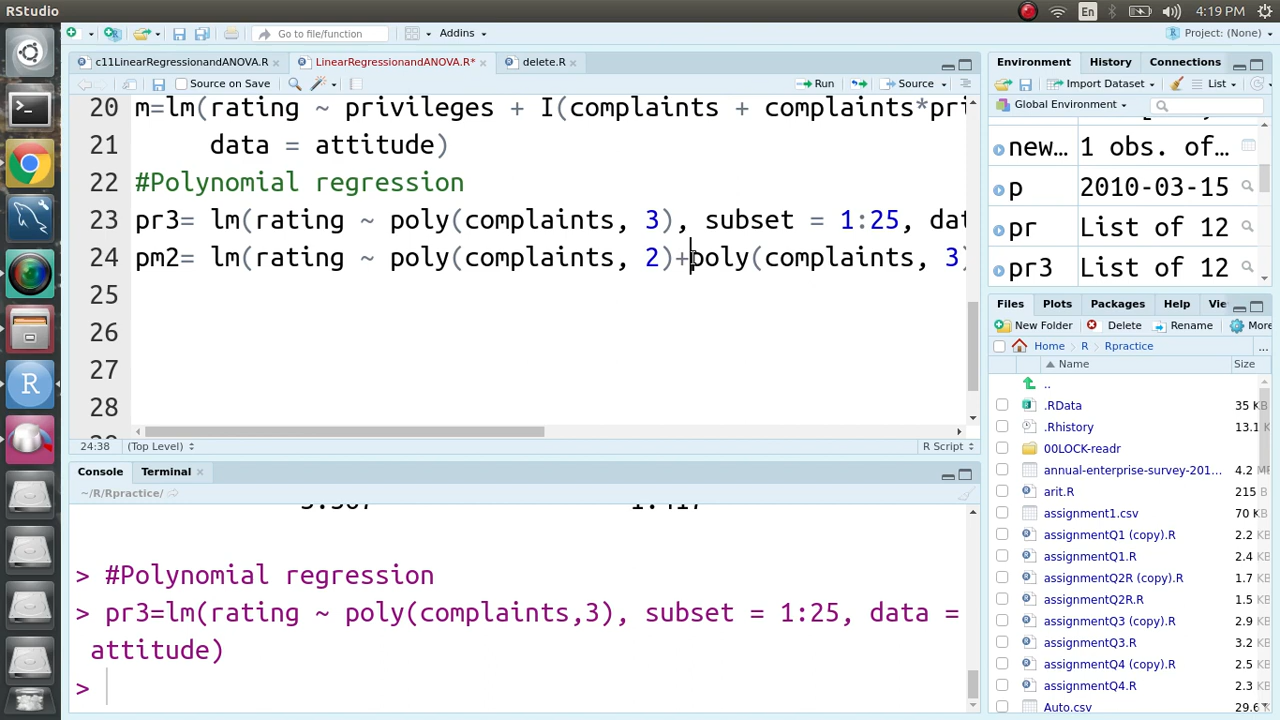 RStudio
En
4:19 PM
Go to file/function
Addins
Project: (None)
c11LinearRegressionandANOVA.R
LinearRegressionandANOVA.R*
delete.R
Source on Save
Run
Source
20 m=lm(rating ~ privileges + I(complaints + complaints*pri
21 data = attitude)
22 #Polynomial regression
23 pr3= lm(rating ~ poly(complaints, 3), subset = 1:25, dat
24 pm2= lm(rating ~ poly(complaints, 2)+poly(complaints, 3)
25
26
27
28
24:38
(Top Level)
R Script
Console
Terminal
~/R/Rpractice/
> #Polynomial regression
> pr3=lm(rating ~ poly(complaints,3), subset = 1:25, data =
attitude)
>
Environment
History
Connections
Import Dataset
List
Global Environment
new... 1 obs. of...
p 2010-03-15
pr List of 12
pr3 List of 12
Files
Plots
Packages
Help
Vie
New Folder
Delete
Rename
More
Home
R
Rpractice
...
Name
Size
..
.RData 35 K
.Rhistory 13.1
00LOCK-readr
annual-enterprise-survey-201... 4.2 M
arit.R 215
assignment1.csv 70 K
assignmentQ1 (copy).R 2.2
assignmentQ1.R 2.4
assignmentQ2R (copy).R 1.7
assignmentQ2R.R 1.5
assignmentQ3 (copy).R 2.9
assignmentQ3.R 3.2
assignmentQ4 (copy).R 2.5
assignmentQ4.R 3.0
Auto.csv 29.6